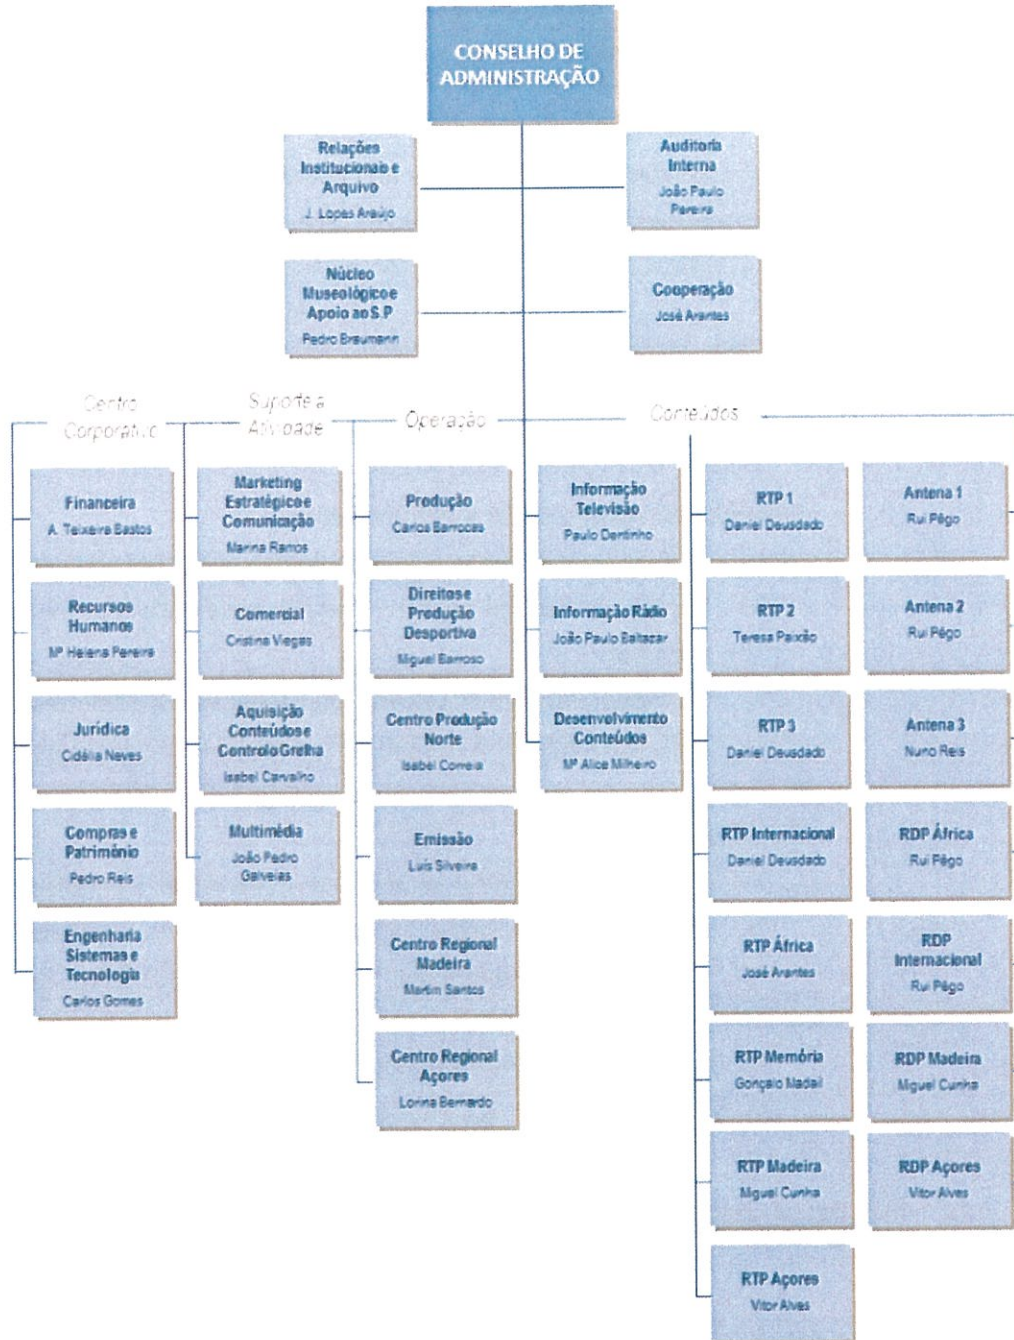 CONSELHO DE
ADMINISTRAÇÃO
Relações
Institucionais e
Arquivo
J. Lopes Araújo
Auditoria
Interna
João Paulo
Pereira
Núcleo
Museológico e
Apoio ao S.P
Pedro Braumann
Cooperação
José Arantes
Centro
Corporativo
Suporte a
Atividade
Operação
Conteúdos
Financeira
A. Teixeira Bastos
Recursos
Humanos
Mª Helena Pereira
Jurídica
Cidália Neves
Compras e
Património
Pedro Reis
Engenharia
Sistemas e
Tecnologia
Carlos Gomes
Marketing
Estratégico e
Comunicação
Marina Ramos
Comercial
Cristina Viegas
Aquisição
Conteúdos e
Controlo Grelha
Isabel Carvalho
Multimédia
João Pedro
Galveias
Produção
Carlos Barrocas
Direitos e
Produção
Desportiva
Miguel Barroso
Centro Produção
Norte
Isabel Correia
Emissão
Luís Silveira
Centro Regional
Madeira
Martim Santos
Centro Regional
Açores
Lorina Bernardo
Informação
Televisão
Paulo Dentinho
Informação Rádio
João Paulo Baltazar
Desenvolvimento
Conteúdos
Mª Alice Milheiro
RTP 1
Daniel Deusdado
RTP 2
Teresa Paixão
RTP 3
Daniel Deusdado
RTP Internacional
Daniel Deusdado
RTP África
José Arantes
RTP Memória
Gonçalo Madail
RTP Madeira
Miguel Cunha
RTP Açores
Vitor Alves
Antena 1
Rui Pêgo
Antena 2
Rui Pêgo
Antena 3
Nuno Reis
RDP África
Rui Pêgo
RDP
Internacional
Rui Pêgo
RDP Madeira
Miguel Cunha
RDP Açores
Vitor Alves